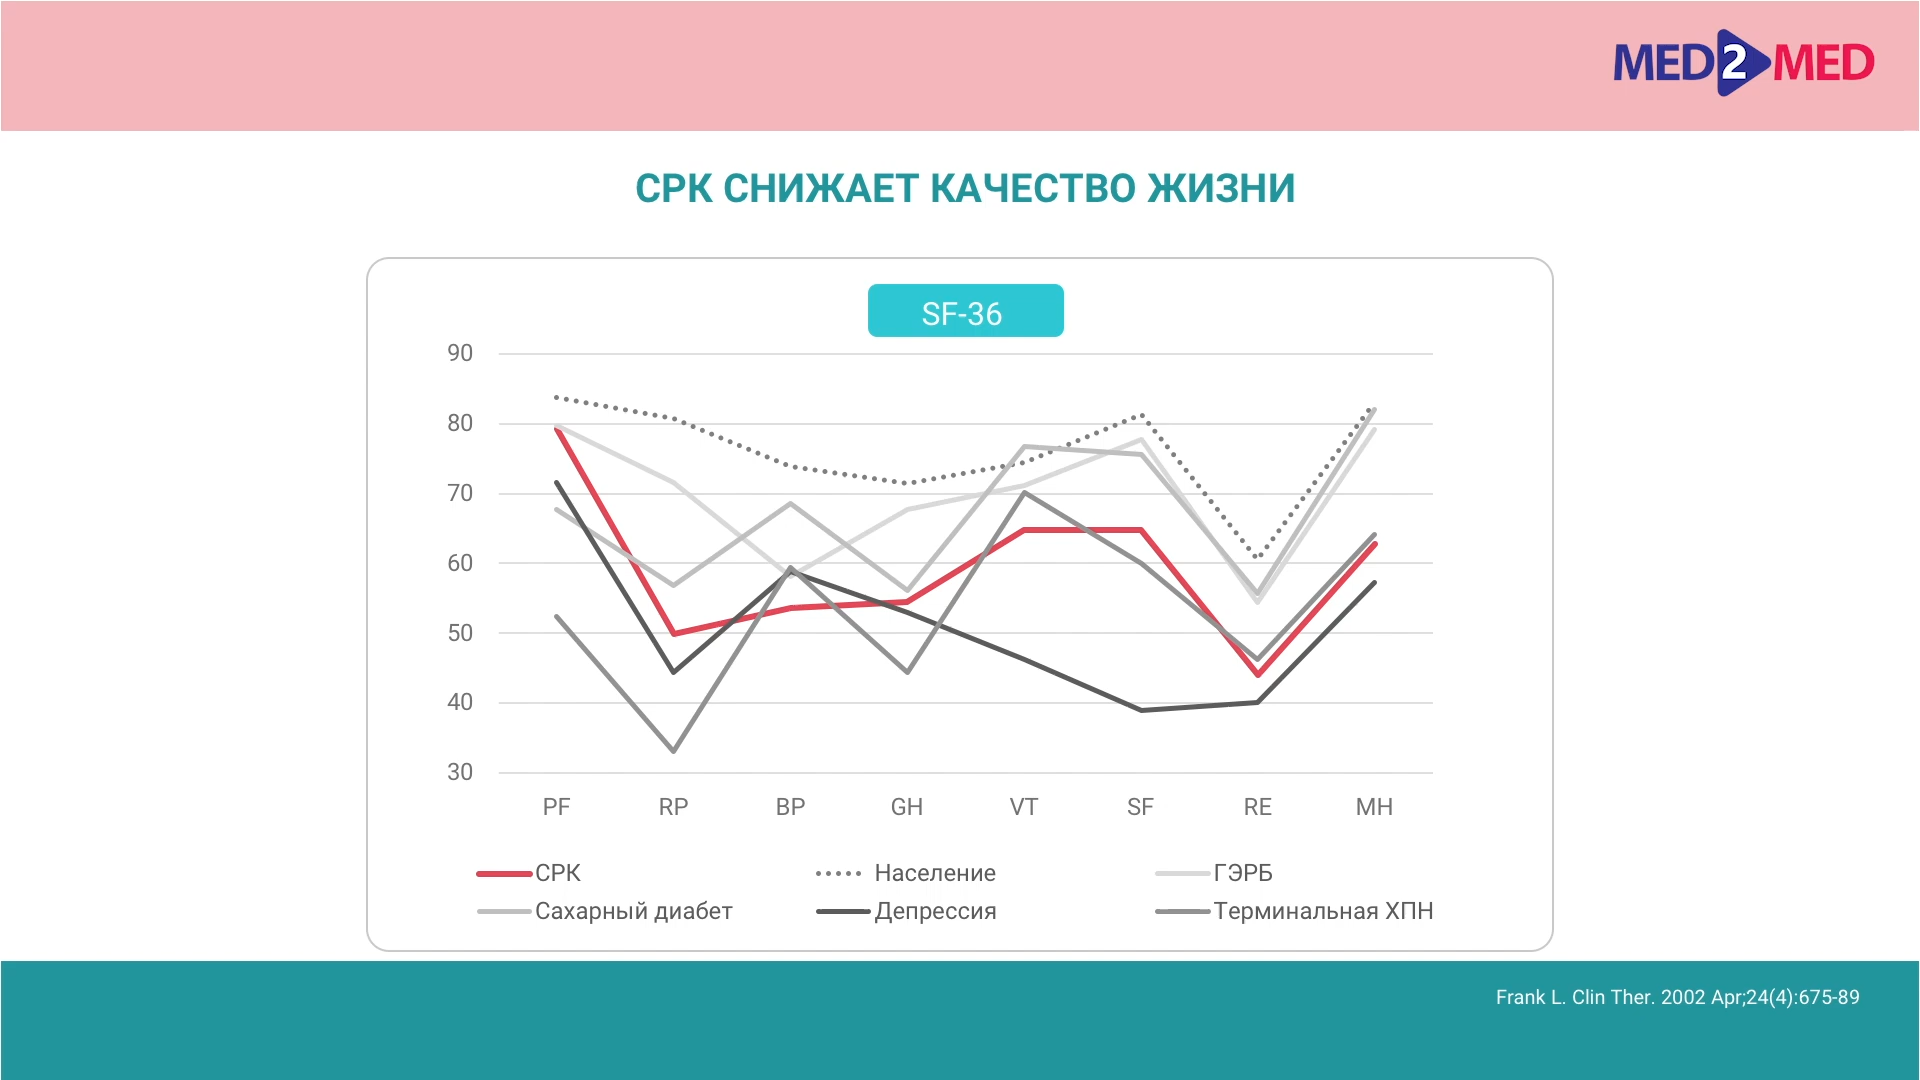 MED2MED
СРК СНИЖАЕТ КАЧЕСТВО ЖИЗНИ
SF-36
90
80
70
60
50
40
30
PF RP BP GH VT SF RE MH
СРК Население ГЭРБ
Сахарный диабет Депрессия Терминальная ХПН
Frank L. Clin Ther. 2002 Apr;24(4):675-89